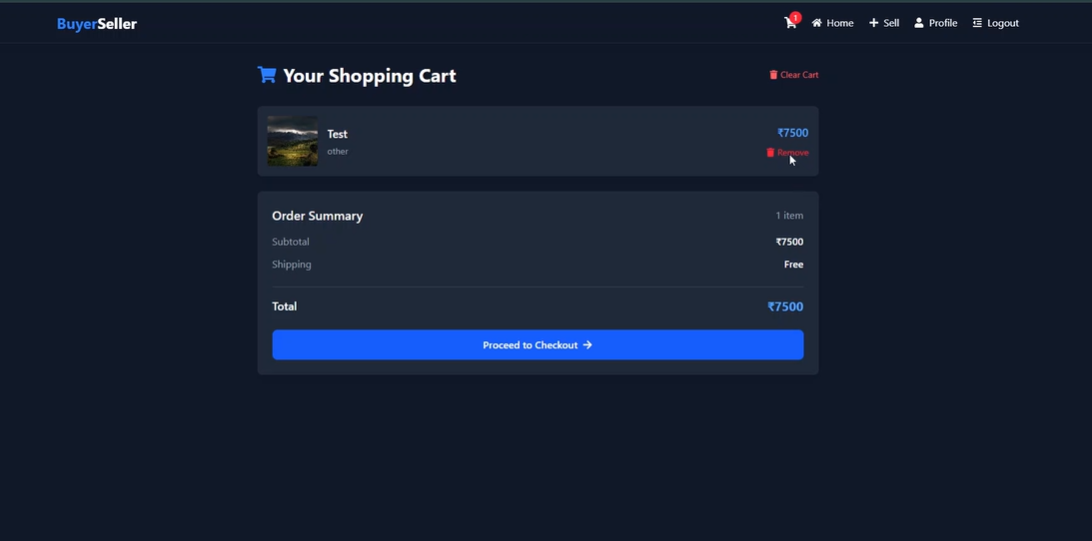 BuyerSeller
1 Home Sell Profile Logout
Your Shopping Cart Clear Cart
Test ₹7500
other Remove
Order Summary 1 item
Subtotal ₹7500
Shipping Free
Total ₹7500
Proceed to Checkout →